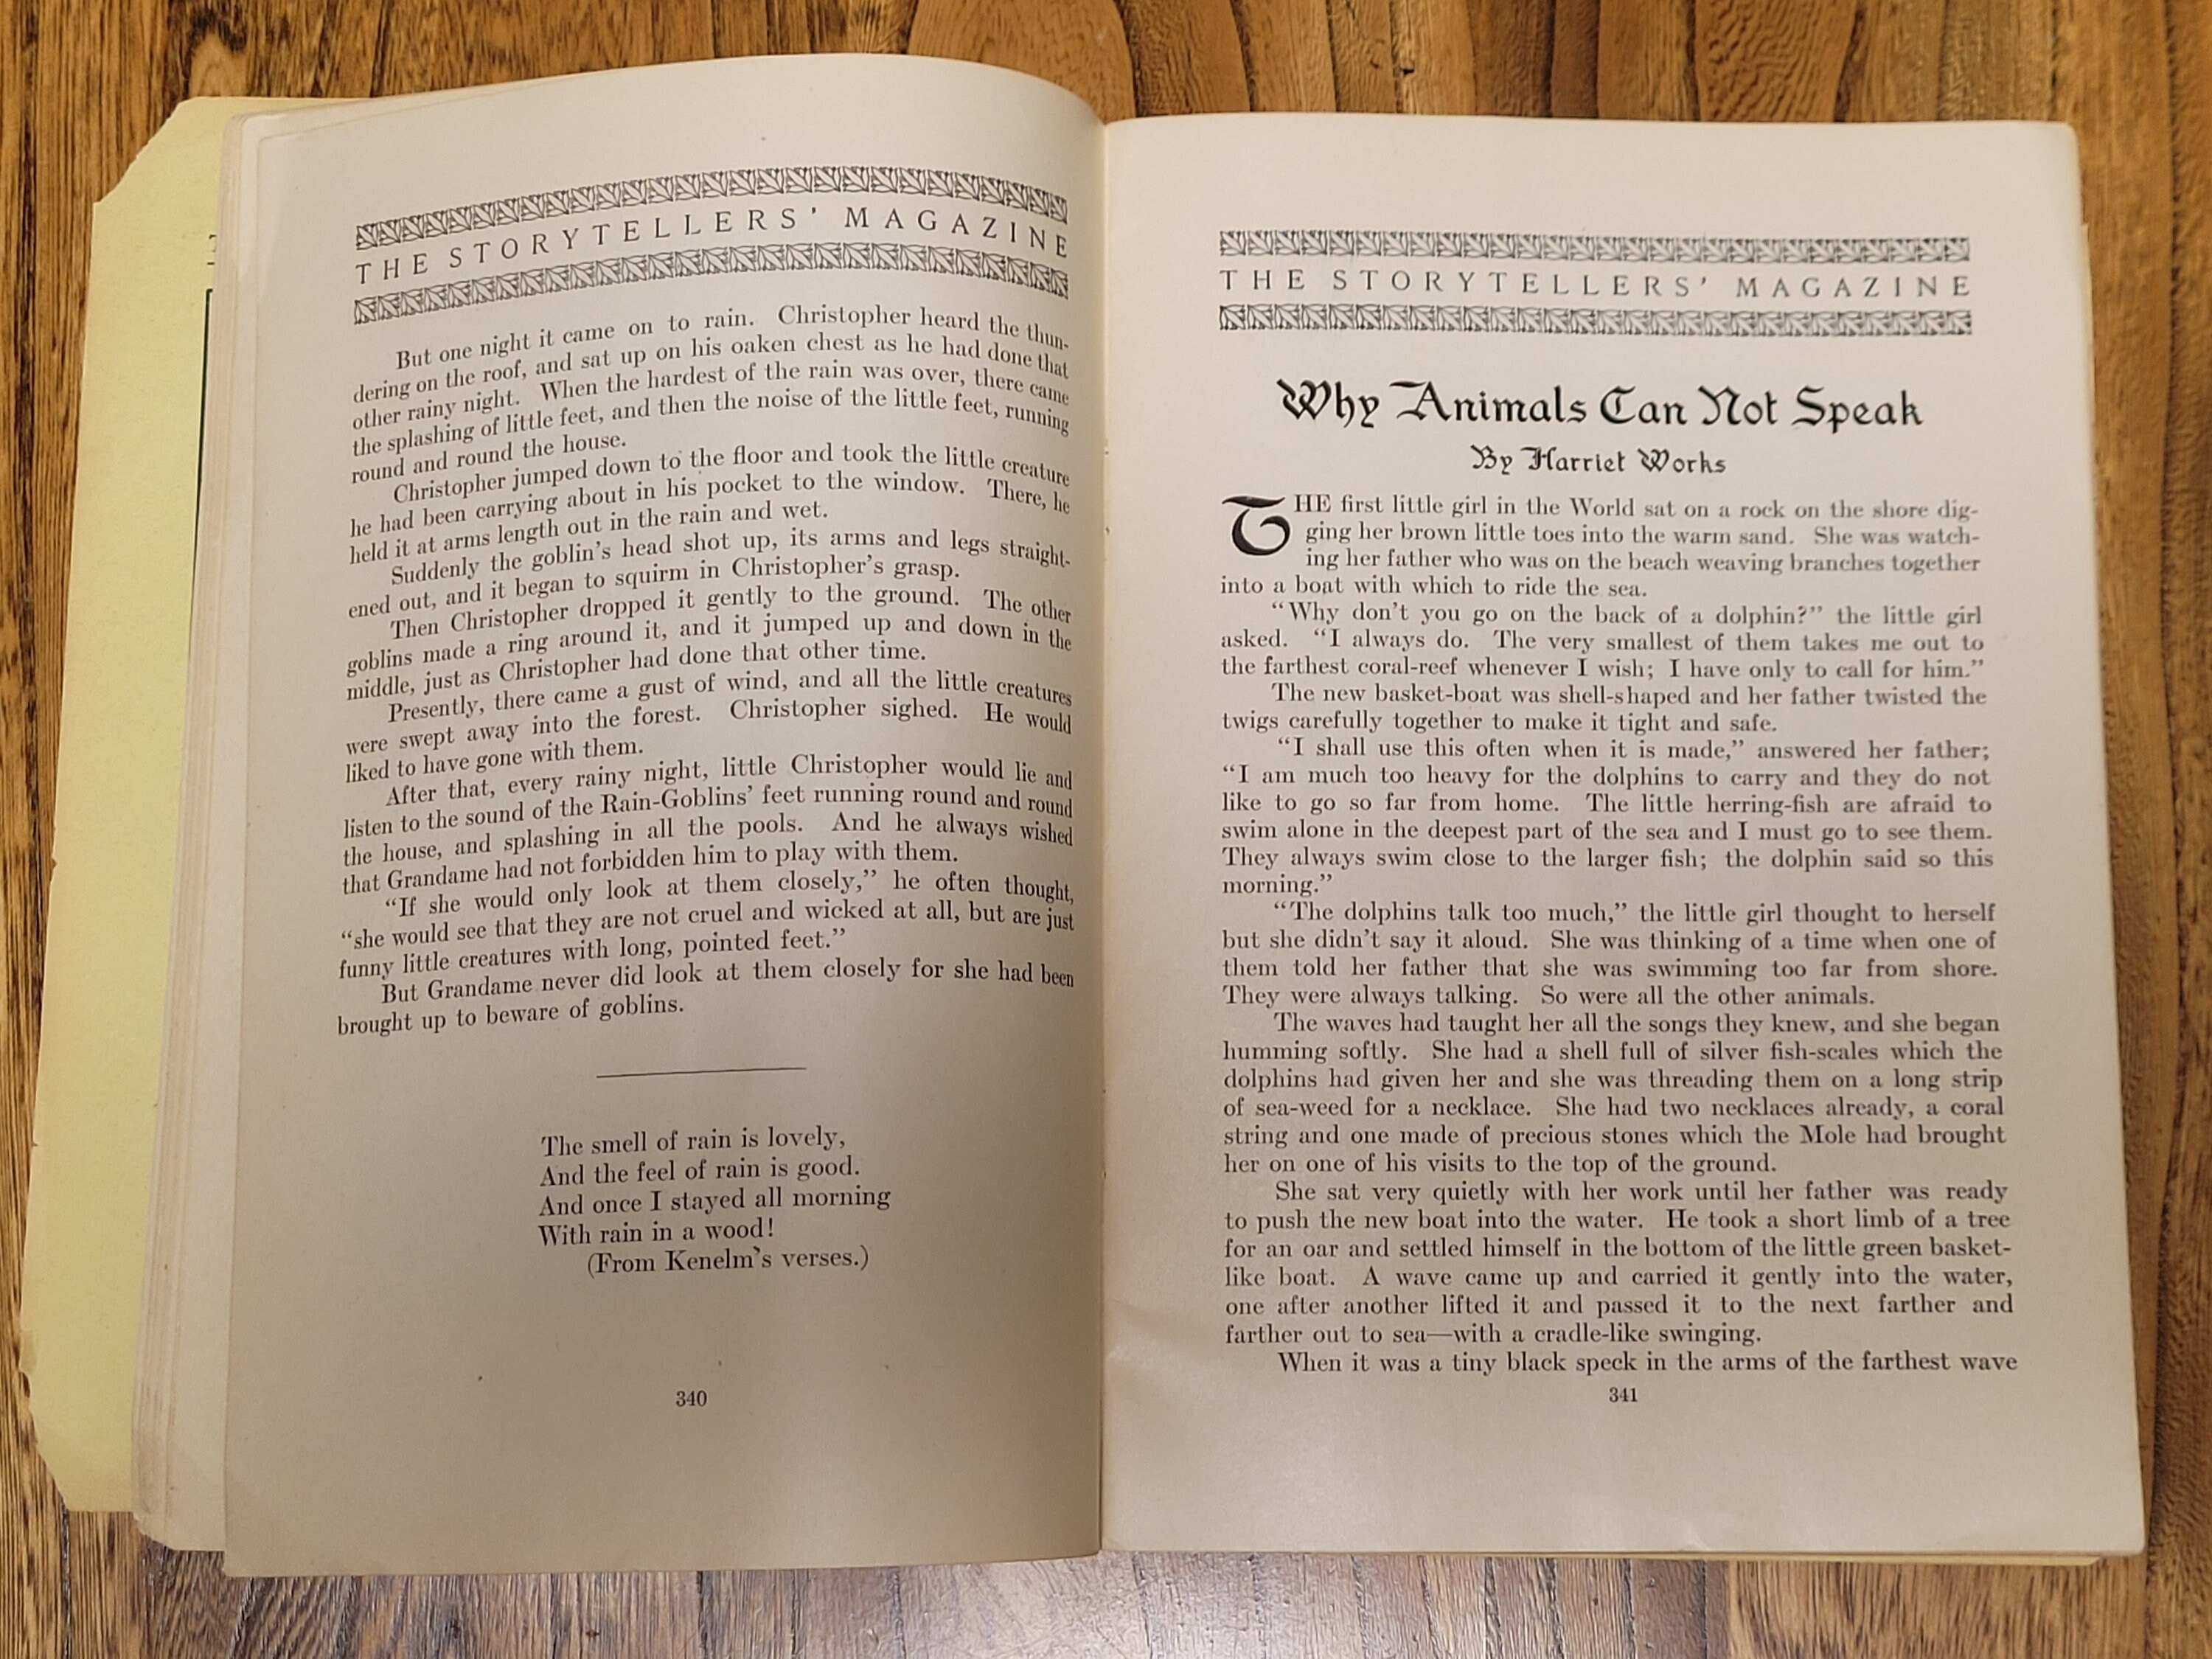 THE STORYTELLERS' MAGAZINE
But one night it came on to rain. Christopher heard the thun-
dering on the roof, and sat up on his oaken chest as he had done that
other rainy night. When the hardest of the rain was over, there came
the splashing of little feet, and then the noise of the little feet, running
round and round the house.
Christopher jumped down to the floor and took the little creature
he had been carrying about in his pocket to the window. There, he
held it at arms length out in the rain and wet.
Suddenly the goblin's head shot up, its arms and legs straight-
ened out, and it began to squirm in Christopher's grasp.
Then Christopher dropped it gently to the ground. The other
goblins made a ring around it, and it jumped up and down in the
middle, just as Christopher had done that other time.
Presently, there came a gust of wind, and all the little creatures
were swept away into the forest. Christopher sighed. He would
liked to have gone with them.
After that, every rainy night, little Christopher would lie and
listen to the sound of the Rain-Goblins' feet running round and round
the house, and splashing in all the pools. And he always wished
that Grandame had not forbidden him to play with them.
"If she would only look at them closely," he often thought,
"she would see that they are not cruel and wicked at all, but are just
funny little creatures with long, pointed feet."
But Grandame never did look at them closely for she had been
brought up to beware of goblins.
The smell of rain is lovely,
And the feel of rain is good.
And once I stayed all morning
With rain in a wood!
(From Kenelm's verses.)
340
THE STORYTELLERS' MAGAZINE
Why Animals Can Not Speak
By Harriet Works
THE first little girl in the World sat on a rock on the shore dig-
ging her brown little toes into the warm sand. She was watch-
ing her father who was on the beach weaving branches together
into a boat with which to ride the sea.
"Why don't you go on the back of a dolphin?" the little girl
asked. "I always do. The very smallest of them takes me out to
the farthest coral-reef whenever I wish; I have only to call for him."
The new basket-boat was shell-shaped and her father twisted the
twigs carefully together to make it tight and safe.
"I shall use this often when it is made," answered her father;
"I am much too heavy for the dolphins to carry and they do not
like to go so far from home. The little herring-fish are afraid to
swim alone in the deepest part of the sea and I must go to see them.
They always swim close to the larger fish; the dolphin said so this
morning."
"The dolphins talk too much," the little girl thought to herself
but she didn't say it aloud. She was thinking of a time when one of
them told her father that she was swimming too far from shore.
They were always talking. So were all the other animals.
The waves had taught her all the songs they knew, and she began
humming softly. She had a shell full of silver fish-scales which the
dolphins had given her and she was threading them on a long strip
of sea-weed for a necklace. She had two necklaces already, a coral
string and one made of precious stones which the Mole had brought
her on one of his visits to the top of the ground.
She sat very quietly with her work until her father was ready
to push the new boat into the water. He took a short limb of a tree
for an oar and settled himself in the bottom of the little green basket-
like boat. A wave came up and carried it gently into the water,
one after another lifted it and passed it to the next farther and
farther out to sea—with a cradle-like swinging.
When it was a tiny black speck in the arms of the farthest wave
341